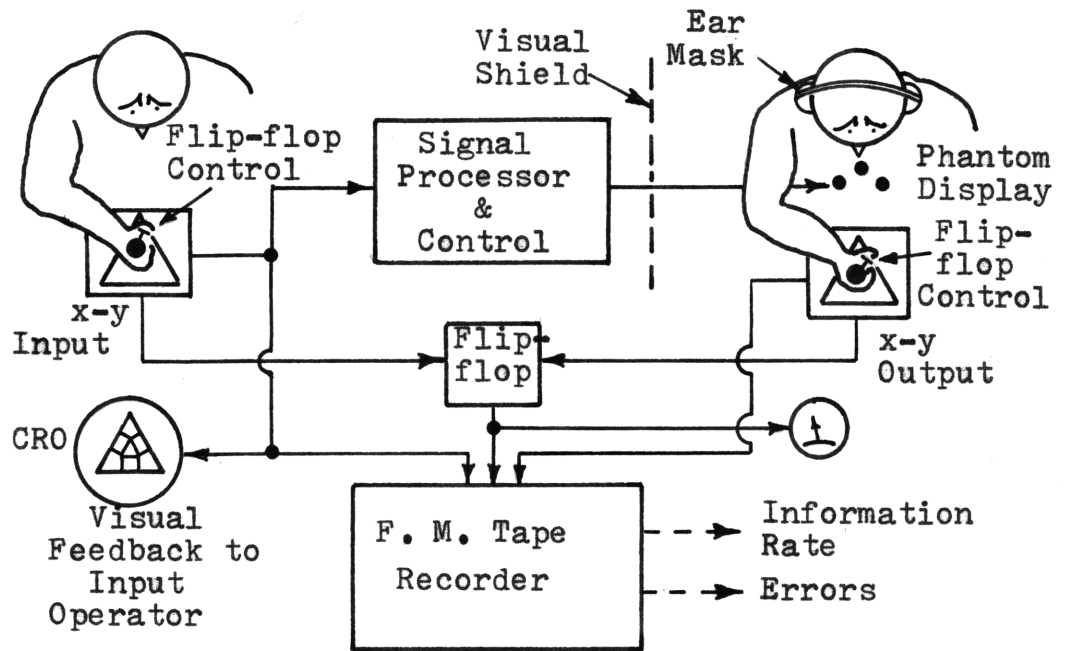 Ear
Mask
Visual
Shield
Flip-flop
Control
Signal
Processor
&
Control
Phantom
Display
Flip-
flop
Control
x-y
Input
Flip-
flop
x-y
Output
CRO
Visual
Feedback to
Input
Operator
F. M. Tape
Recorder
Information
Rate
Errors